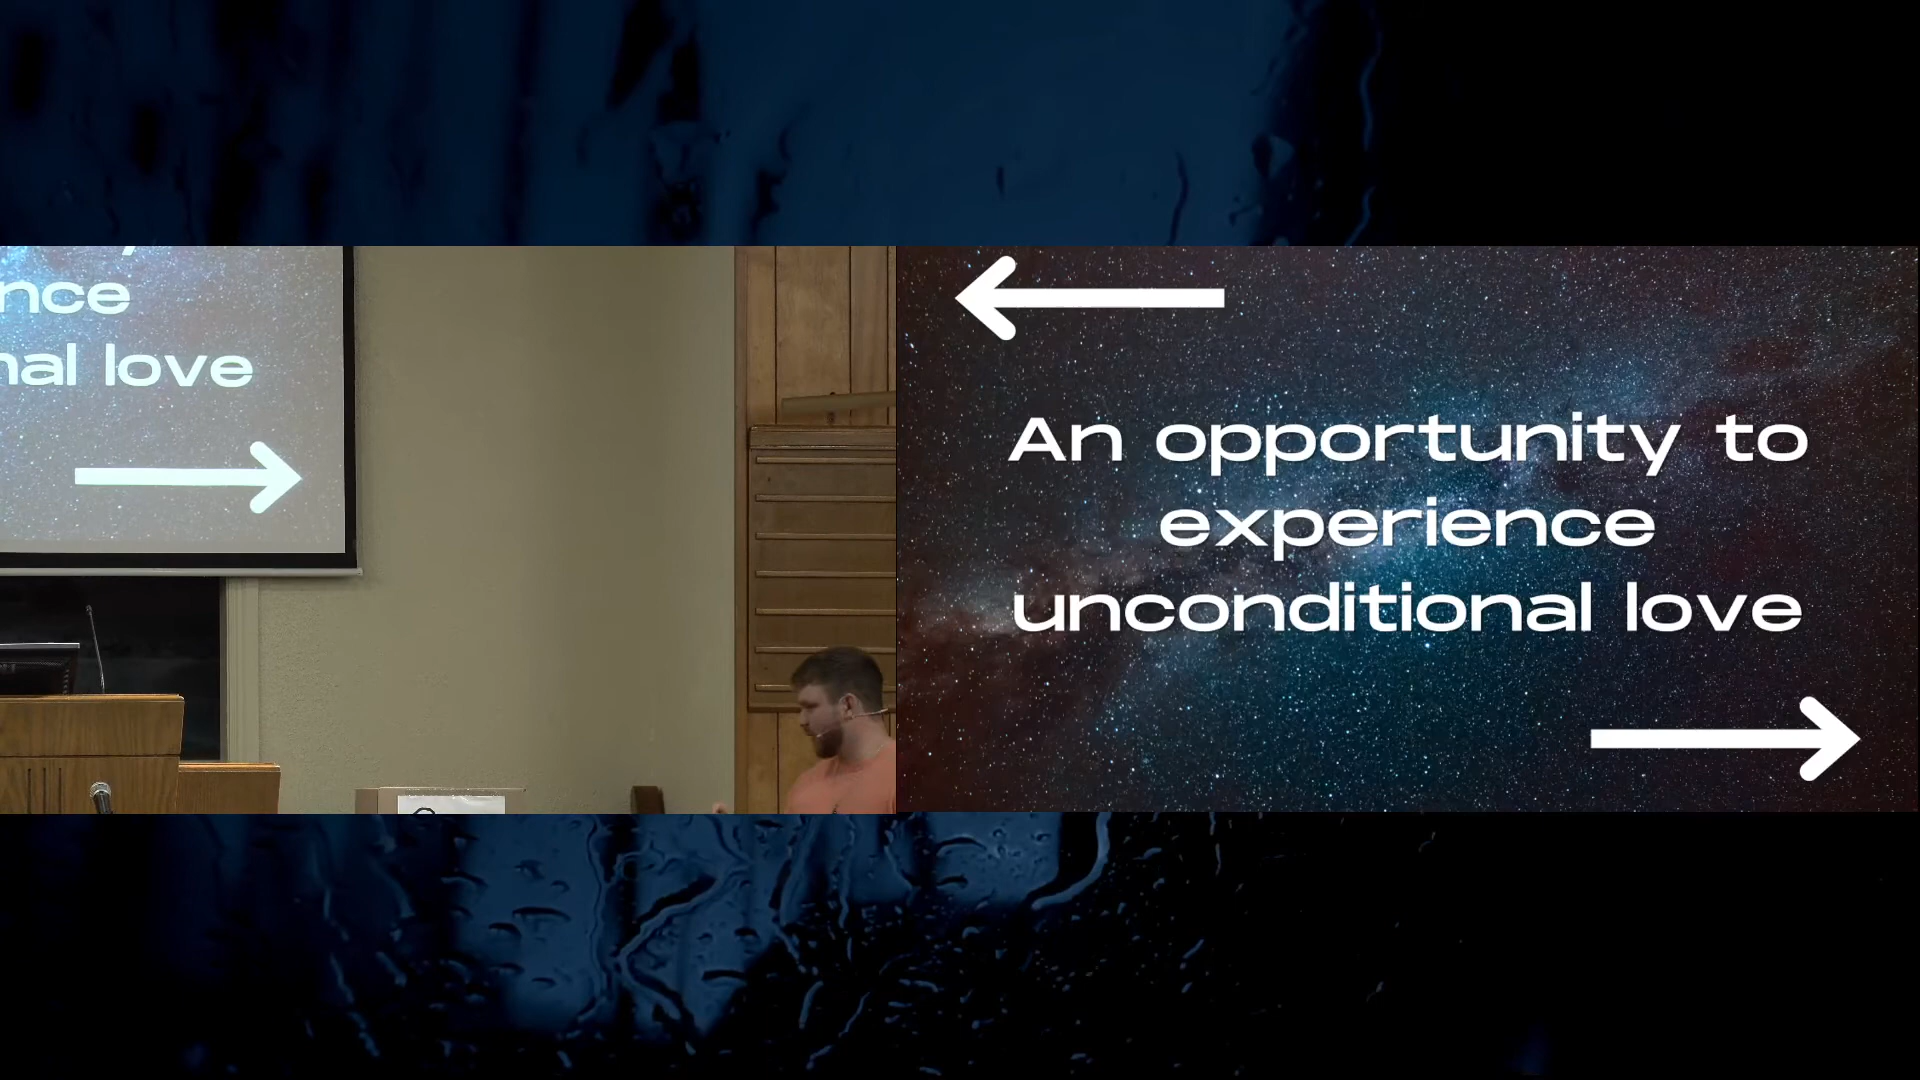 nce
nal love
An opportunity to
experience
unconditional love